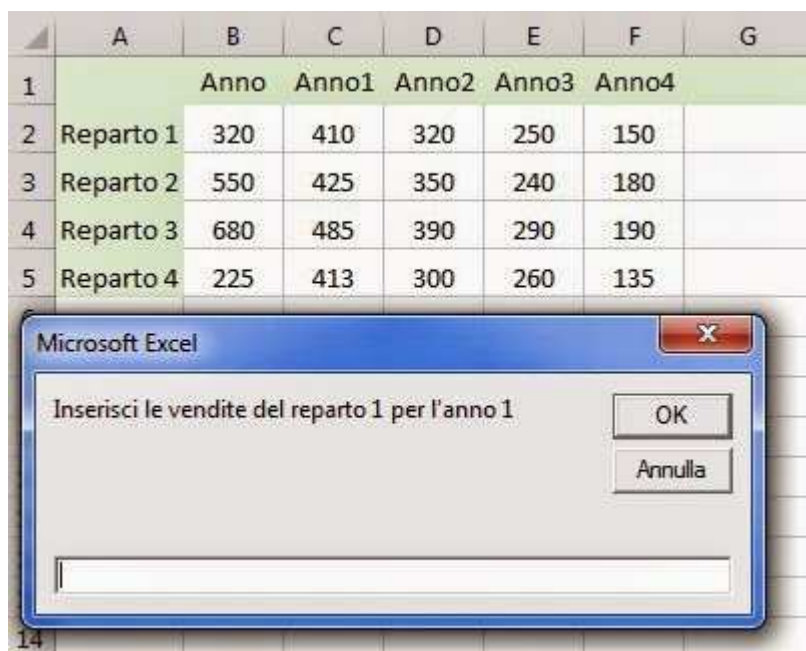 A B C D E F G
1 Anno Anno1 Anno2 Anno3 Anno4
2 Reparto 1 320 410 320 250 150
3 Reparto 2 550 425 350 240 180
4 Reparto 3 680 485 390 290 190
5 Reparto 4 225 413 300 260 135
Microsoft Excel
Inserisci le vendite del reparto 1 per l'anno 1
OK
Annulla
14